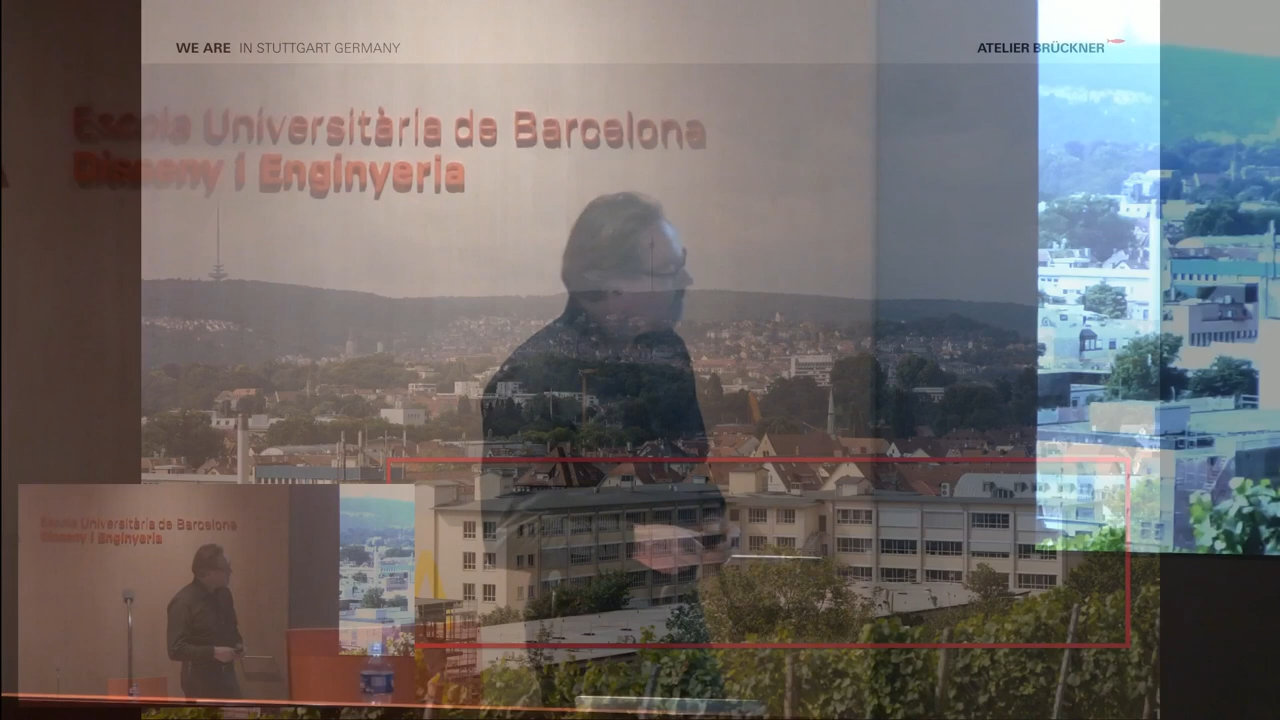 WE ARE IN STUTTGART GERMANY
ATELIER BRÜCKNER
Escola Universitària de Barcelona
Disseny i Enginyeria
Escola Universitària de Barcelona
Disseny i Enginyeria